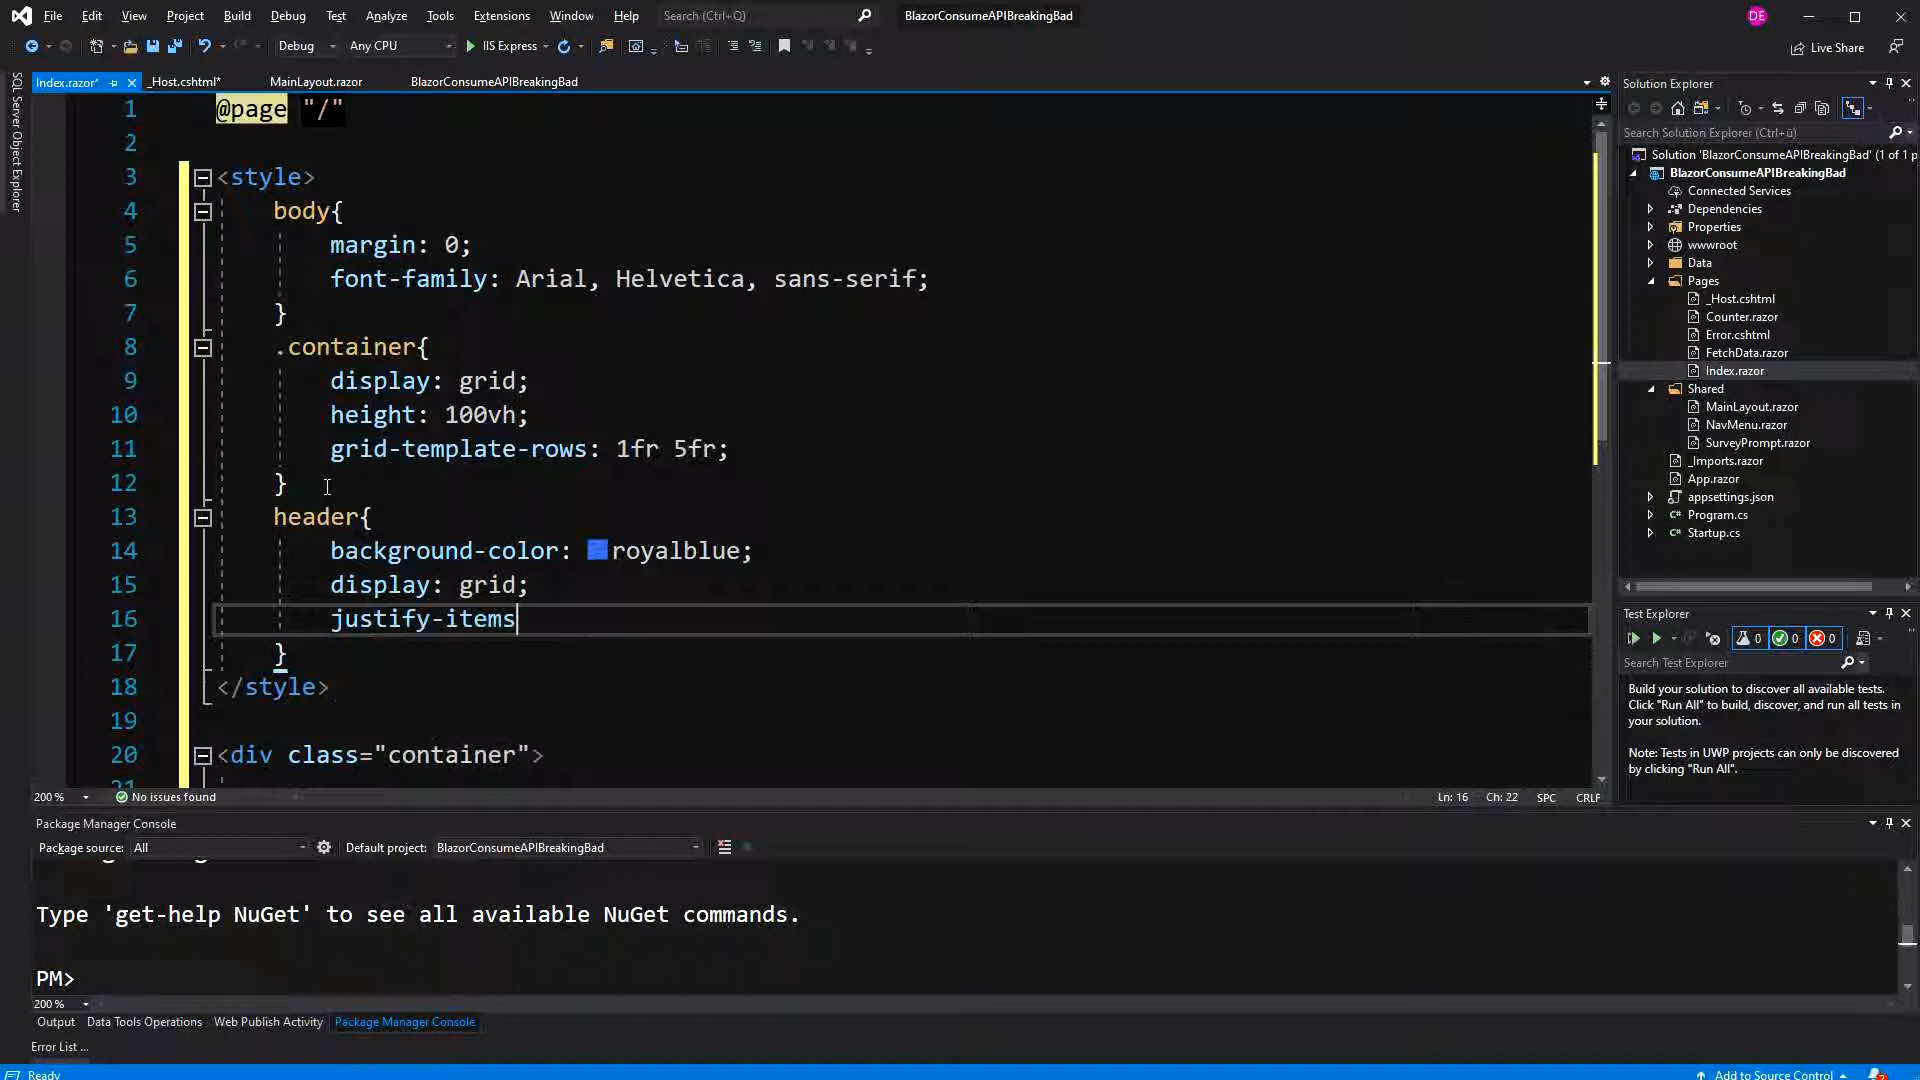 File Edit View Project Build Debug Test Analyze Tools Extensions Window Help Search (Ctrl+Q) BlazorConsumeAPIBreakingBad DE
Debug Any CPU IIS Express Live Share
SQL Server Object Explorer
Index.razor* _Host.cshtml* MainLayout.razor BlazorConsumeAPIBreakingBad
1 @page "/"
2
3 <style>
4 body{
5 margin: 0;
6 font-family: Arial, Helvetica, sans-serif;
7 }
8 .container{
9 display: grid;
10 height: 100vh;
11 grid-template-rows: 1fr 5fr;
12 }
13 header{
14 background-color: royalblue;
15 display: grid;
16 justify-items
17 }
18 </style>
19
20 <div class="container">
21
200 % No issues found Ln: 16 Ch: 22 SPC CRLF
Solution Explorer
Search Solution Explorer (Ctrl+ü)
Solution 'BlazorConsumeAPIBreakingBad' (1 of 1 p
BlazorConsumeAPIBreakingBad
Connected Services
Dependencies
Properties
wwwroot
Data
Pages
_Host.cshtml
Counter.razor
Error.cshtml
FetchData.razor
Index.razor
Shared
MainLayout.razor
NavMenu.razor
SurveyPrompt.razor
_Imports.razor
App.razor
appsettings.json
C# Program.cs
C# Startup.cs
Test Explorer
0 0 0
Search Test Explorer
Build your solution to discover all available tests.
Click "Run All" to build, discover, and run all tests in
your solution.
Note: Tests in UWP projects can only be discovered
by clicking "Run All".
Package Manager Console
Package source: All Default project: BlazorConsumeAPIBreakingBad
Type 'get-help NuGet' to see all available NuGet commands.
PM>
200 %
Output Data Tools Operations Web Publish Activity Package Manager Console
Error List ...
Ready Add to Source Control